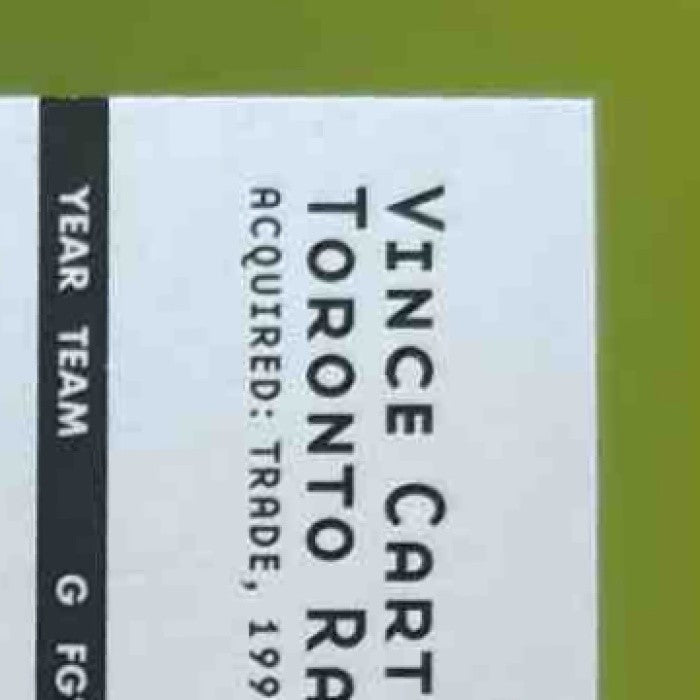 VINCE CART
TORONTO RA
ACQUIRED: TRADE, 199
YEAR TEAM G FG